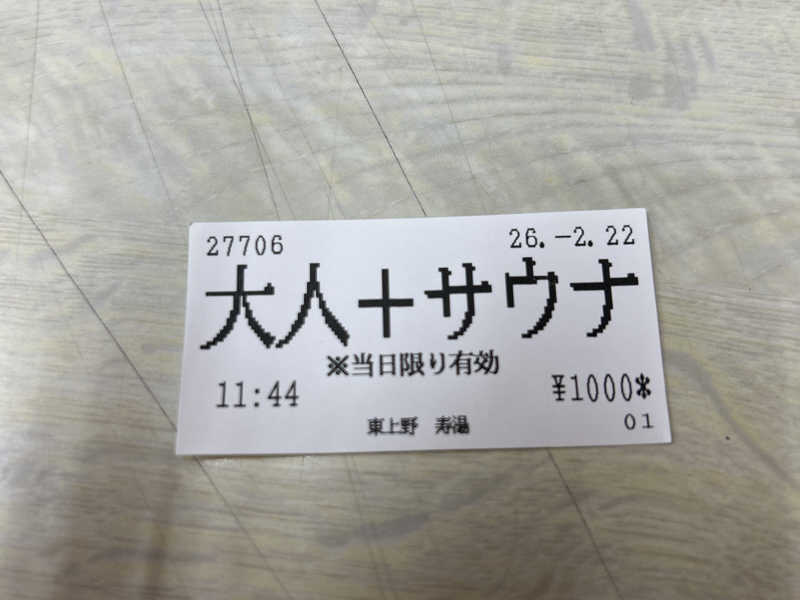 27706 26.-2.22
大人+サウナ
※当日限り有効
11:44 ¥1000*
東上野 寿湯
01